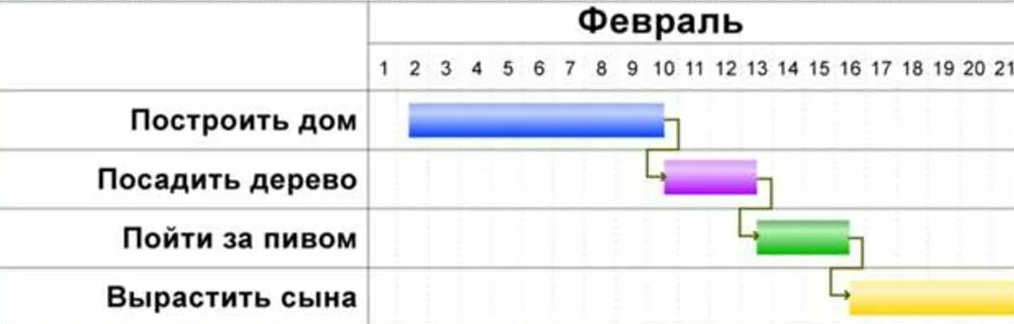 Февраль
1 2 3 4 5 6 7 8 9 10 11 12 13 14 15 16 17 18 19 20 21
Построить дом
Посадить дерево
Пойти за пивом
Вырастить сына